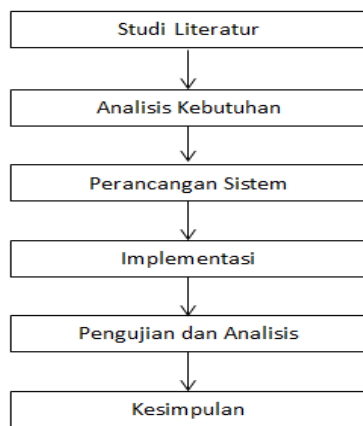 Studi Literatur
Analisis Kebutuhan
Perancangan Sistem
Implementasi
Pengujian dan Analisis
Kesimpulan